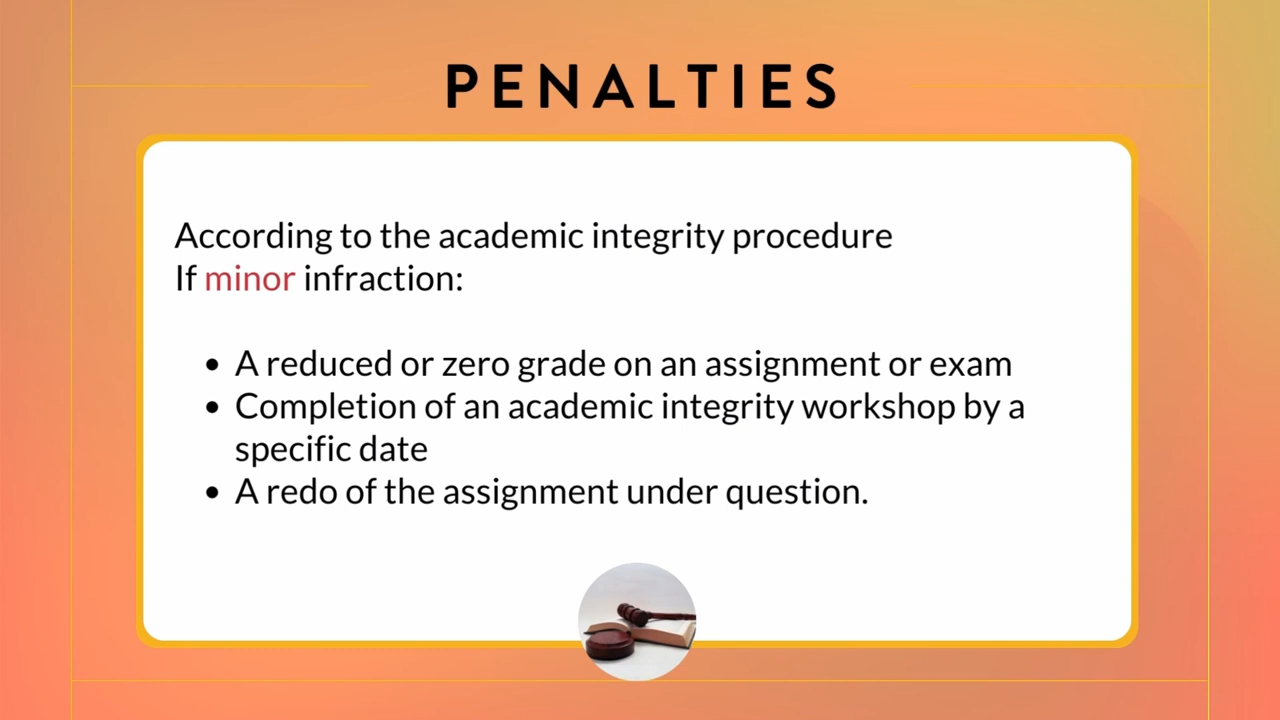 PENALTIES
According to the academic integrity procedure
If minor infraction:
• A reduced or zero grade on an assignment or exam
• Completion of an academic integrity workshop by a
specific date
• A redo of the assignment under question.